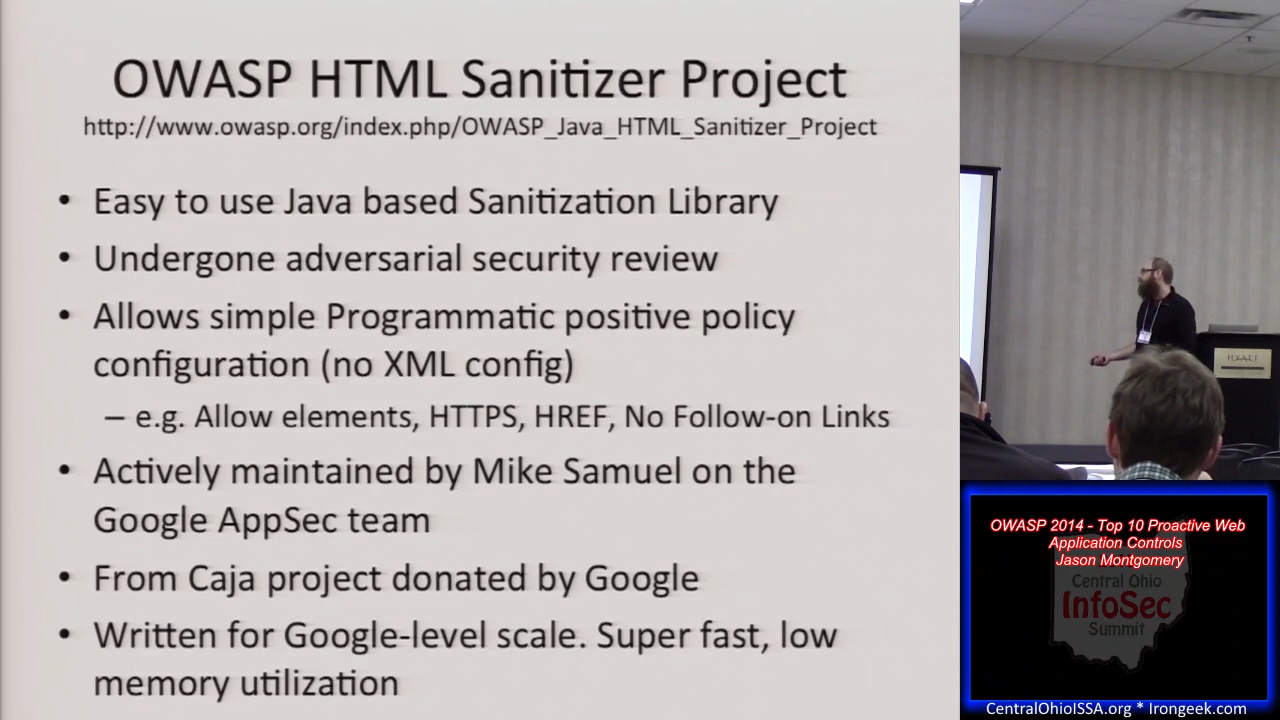 OWASP HTML Sanitizer Project
http://www.owasp.org/index.php/OWASP_Java_HTML_Sanitizer_Project
• Easy to use Java based Sanitization Library
• Undergone adversarial security review
• Allows simple Programmatic positive policy
configuration (no XML config)
– e.g. Allow elements, HTTPS, HREF, No Follow-on Links
• Actively maintained by Mike Samuel on the
Google AppSec team
• From Caja project donated by Google
• Written for Google-level scale. Super fast, low
memory utilization
HYATT
OWASP 2014 - Top 10 Proactive Web
Application Controls
Jason Montgomery
Central Ohio
InfoSec
Summit
CentralOhioISSA.org * Irongeek.com